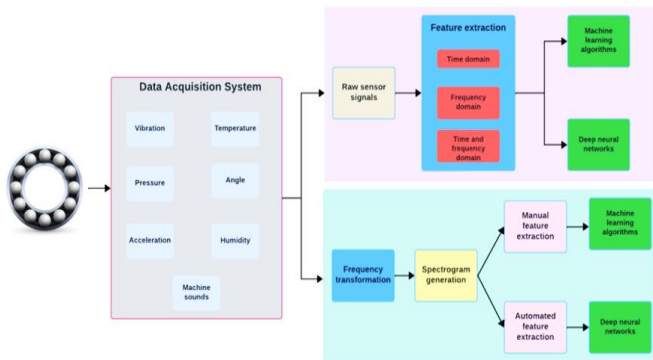 Data Acquisition System
Vibration
Temperature
Pressure
Angle
Acceleration
Humidity
Machine
sounds
Raw sensor
signals
Feature extraction
Time domain
Frequency
domain
Time and
frequency
domain
Machine
learning
algorithms
Deep neural
networks
Frequency
transformation
Spectrogram
generation
Manual
feature
extraction
Machine
learning
algorithms
Automated
feature
extraction
Deep neural
networks